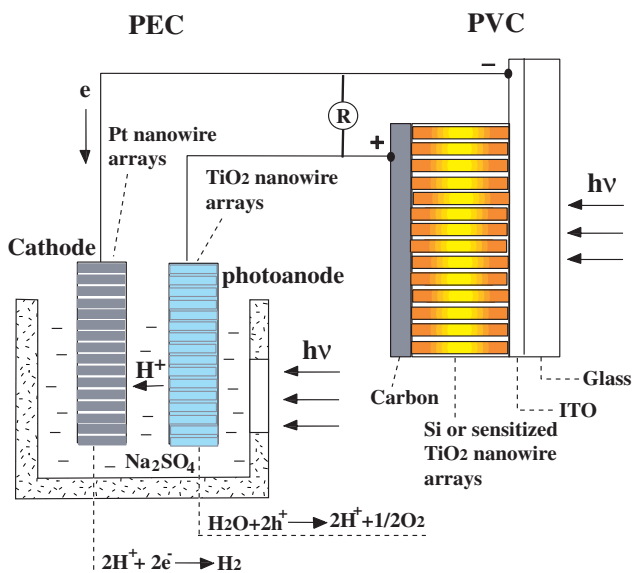 PEC
PVC
e
Pt nanowire
arrays
TiO2 nanowire
arrays
R
−
+
hν
Cathode
photoanode
H+
hν
Na2SO4
Carbon
Glass
ITO
Si or sensitized
TiO2 nanowire
arrays
H2O+2h+ → 2H+ +1/2O2
2H+ + 2e- → H2